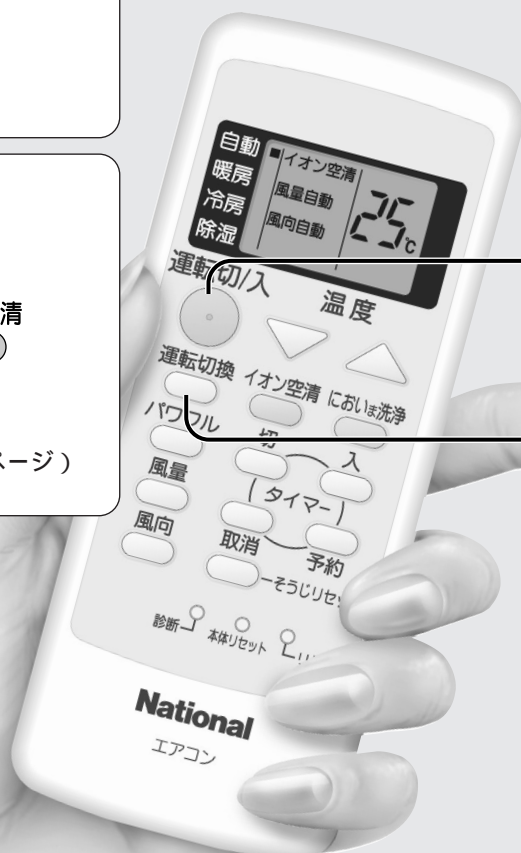 清
ページ）
自動
暖房
冷房
除湿
イオン空清
風量自動
風向自動
25℃
運転切/入
温度
運転切換
イオン空清
においま洗浄
パワフル
切
入
風量
（タイマー）
風向
取消
予約
そうじリセ
診断
本体リセット
National
エアコン